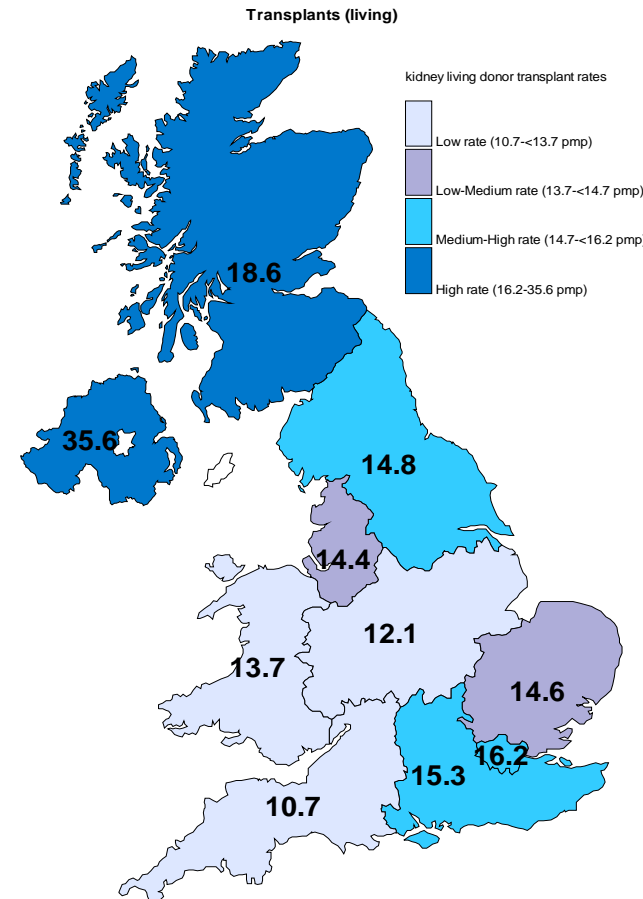 Transplants (living)
kidney living donor transplant rates
Low rate (10.7-<13.7 pmp)
Low-Medium rate (13.7-<14.7 pmp)
Medium-High rate (14.7-<16.2 pmp)
High rate (16.2-35.6 pmp)
18.6
35.6
14.8
14.4
12.1
13.7
14.6
16.2
15.3
10.7